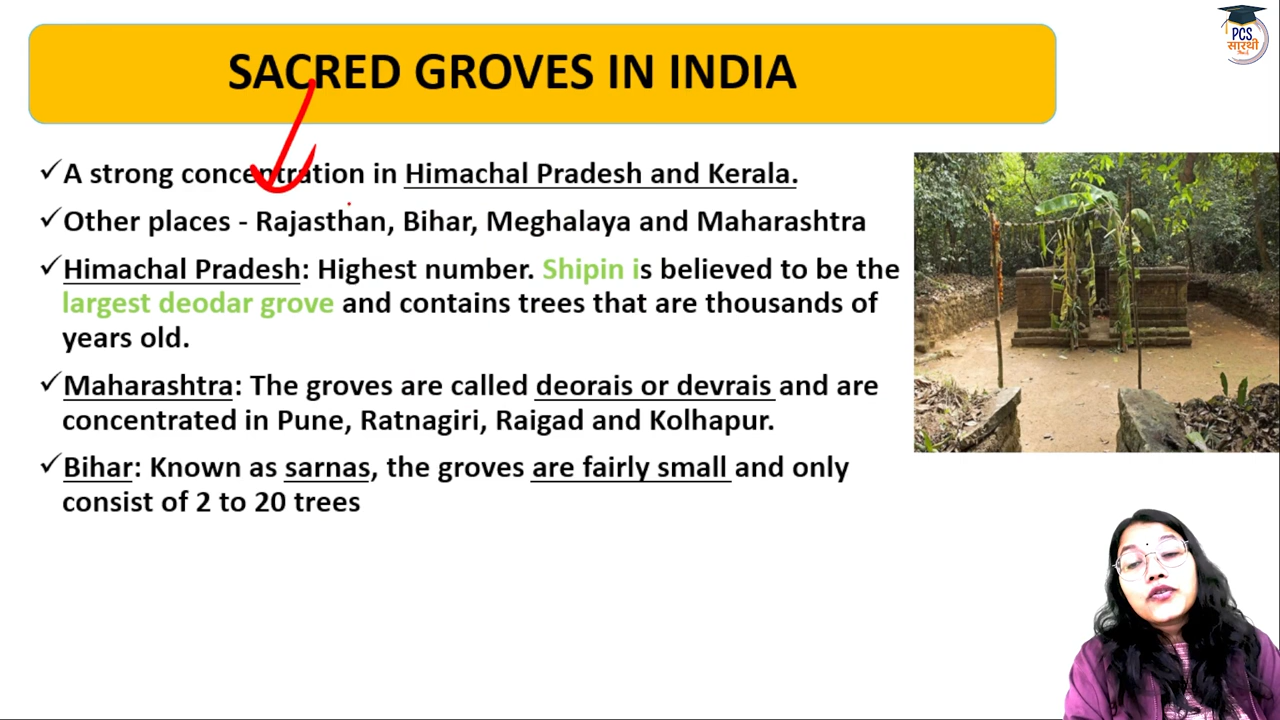 SACRED GROVES IN INDIA
PCS
सारथी
✓A strong concentration in Himachal Pradesh and Kerala.
✓Other places - Rajasthan, Bihar, Meghalaya and Maharashtra
✓Himachal Pradesh: Highest number. Shipin is believed to be the
largest deodar grove and contains trees that are thousands of
years old.
✓Maharashtra: The groves are called deorais or devrais and are
concentrated in Pune, Ratnagiri, Raigad and Kolhapur.
✓Bihar: Known as sarnas, the groves are fairly small and only
consist of 2 to 20 trees